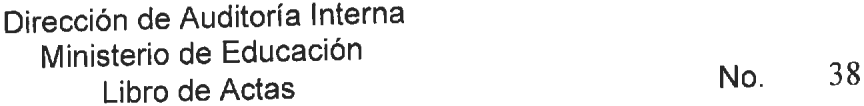 Dirección de Auditoría Interna
Ministerio de Educación
Libro de Actas
No. 38